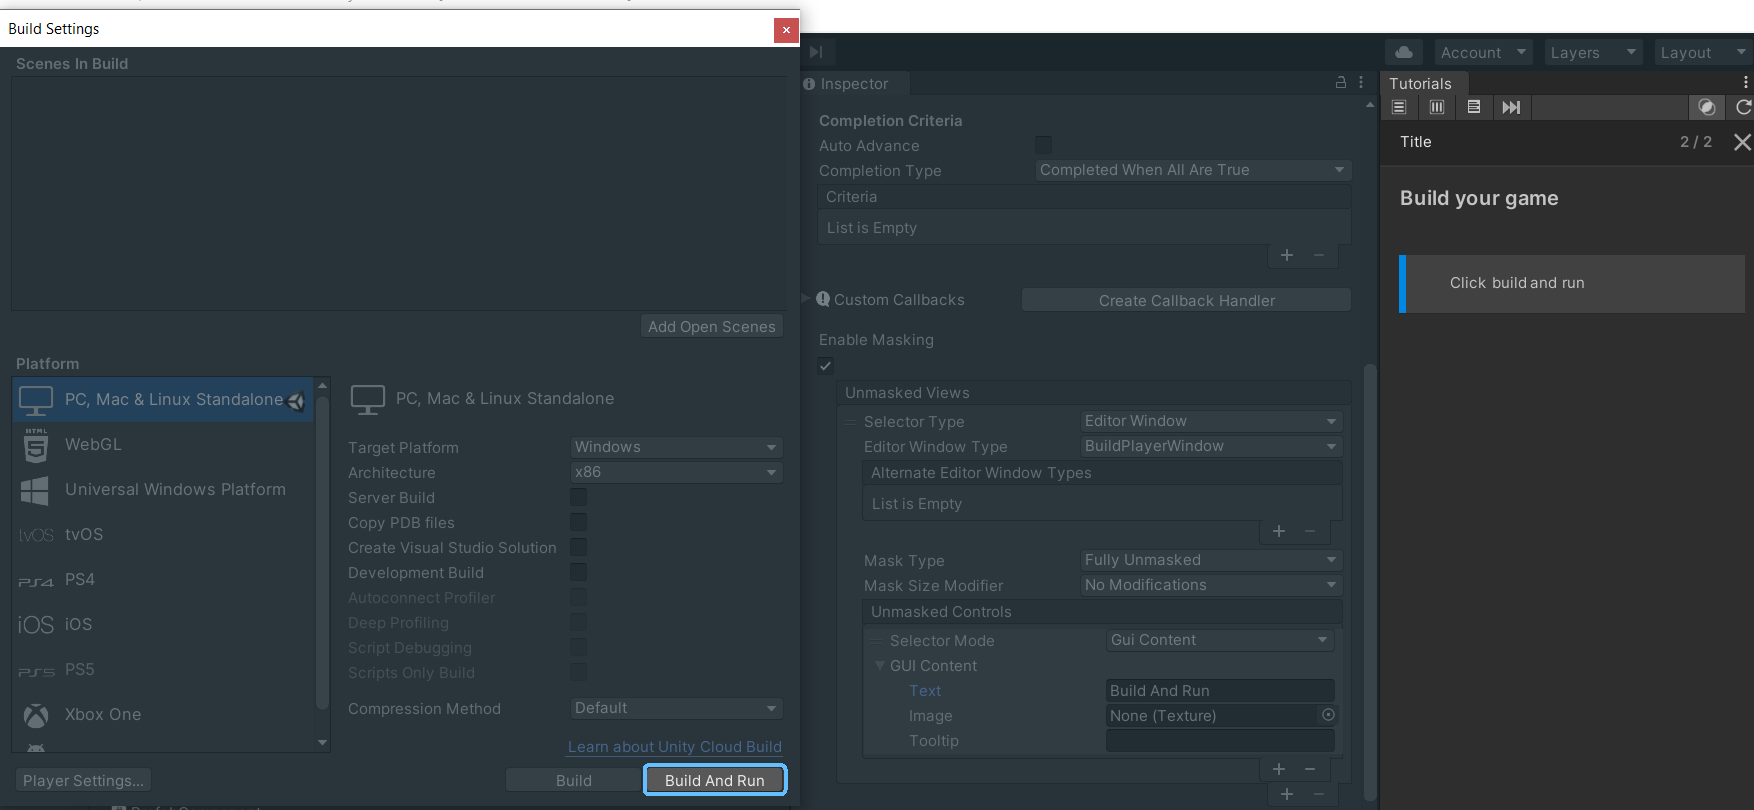 Build Settings
Scenes In Build
Add Open Scenes
Platform
PC, Mac & Linux Standalone
HTML
WebGL
Universal Windows Platform
tvOS tvOS
PS4 PS4
iOS iOS
PS5 PS5
Xbox One
PC, Mac & Linux Standalone
Target Platform Windows
Architecture x86
Server Build
Copy PDB files
Create Visual Studio Solution
Development Build
Autoconnect Profiler
Deep Profiling
Script Debugging
Scripts Only Build
Compression Method Default
Learn about Unity Cloud Build
Player Settings...
Build
Build And Run
Account
Layers
Layout
Inspector
Completion Criteria
Auto Advance
Completion Type Completed When All Are True
Criteria
List is Empty
Custom Callbacks Create Callback Handler
Enable Masking
Unmasked Views
Selector Type Editor Window
Editor Window Type BuildPlayerWindow
Alternate Editor Window Types
List is Empty
Mask Type Fully Unmasked
Mask Size Modifier No Modifications
Unmasked Controls
Selector Mode Gui Content
GUI Content
Text Build And Run
Image None (Texture)
Tooltip
Tutorials
Title 2 / 2
Build your game
Click build and run